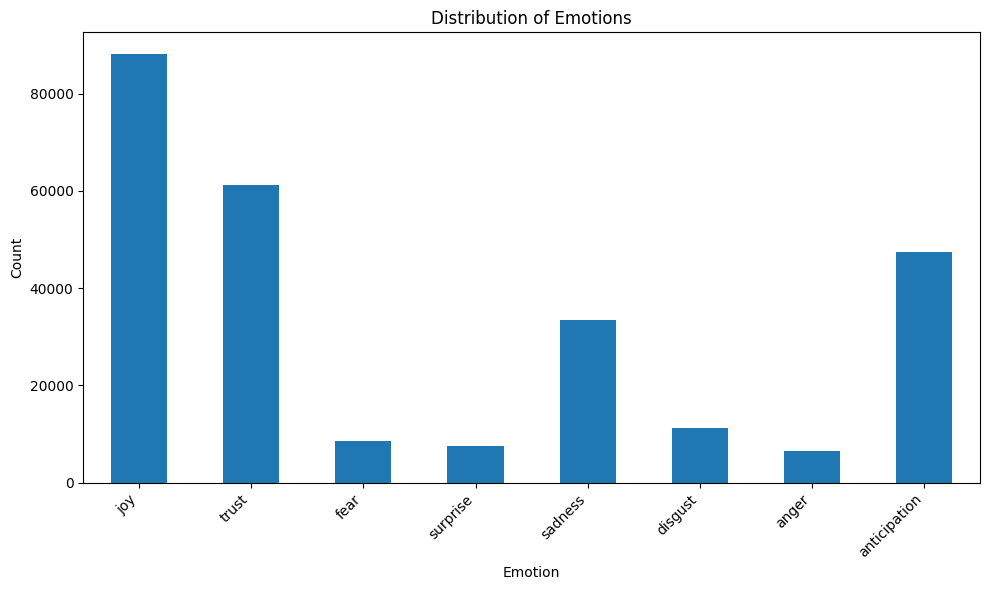 Distribution of Emotions
Count
80000
60000
40000
20000
0
joy
trust
fear
surprise
sadness
disgust
anger
anticipation
Emotion